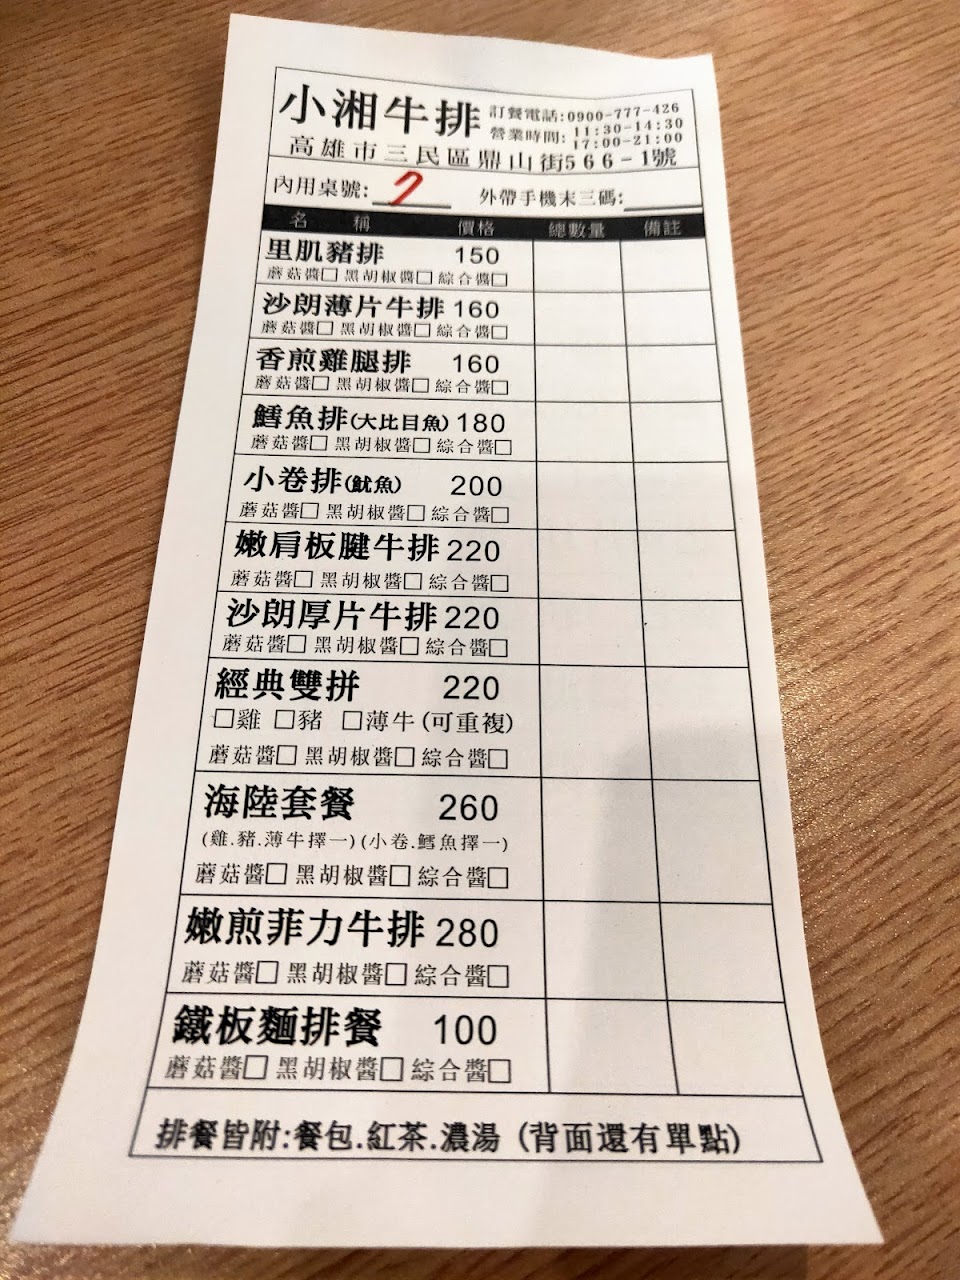 小湘牛排 訂餐電話:0900-777-426
營業時間: 11:30-14:30
17:00-21:00
高雄市三民區鼎山街566-1號
內用桌號: 7 外帶手機末三碼:
名稱 價格 總數量 備註
里肌豬排 150
蘑菇醬□ 黑胡椒醬□ 綜合醬□
沙朗薄片牛排 160
蘑菇醬□ 黑胡椒醬□ 綜合醬□
香煎雞腿排 160
蘑菇醬□ 黑胡椒醬□ 綜合醬□
鱈魚排(大比目魚) 180
蘑菇醬□ 黑胡椒醬□ 綜合醬□
小卷排(魷魚) 200
蘑菇醬□ 黑胡椒醬□ 綜合醬□
嫩肩板腱牛排 220
蘑菇醬□ 黑胡椒醬□ 綜合醬□
沙朗厚片牛排 220
蘑菇醬□ 黑胡椒醬□ 綜合醬□
經典雙拼 220
□雞 □豬 □薄牛(可重複)
蘑菇醬□ 黑胡椒醬□ 綜合醬□
海陸套餐 260
(雞.豬.薄牛擇一)(小卷.鱈魚擇一)
蘑菇醬□ 黑胡椒醬□ 綜合醬□
嫩煎菲力牛排 280
蘑菇醬□ 黑胡椒醬□ 綜合醬□
鐵板麵排餐 100
蘑菇醬□ 黑胡椒醬□ 綜合醬□
排餐皆附:餐包.紅茶.濃湯 (背面還有單點)